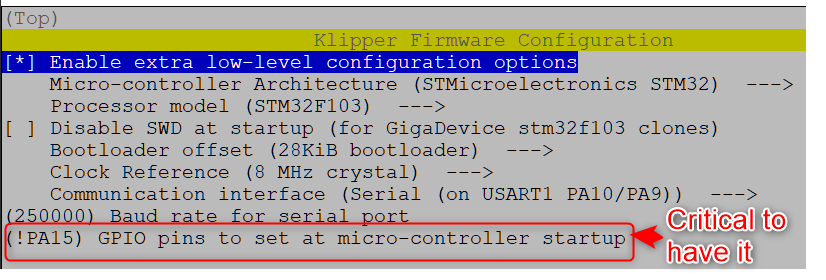 (Top)
Klipper Firmware Configuration
[*] Enable extra low-level configuration options
Micro-controller Architecture (STMicroelectronics STM32) --->
Processor model (STM32F103) --->
[ ] Disable SWD at startup (for GigaDevice stm32f103 clones)
Bootloader offset (28KiB bootloader) --->
Clock Reference (8 MHz crystal) --->
Communication interface (Serial (on USART1 PA10/PA9)) --->
(250000) Baud rate for serial port
(!PA15) GPIO pins to set at micro-controller startup
Critical to
have it